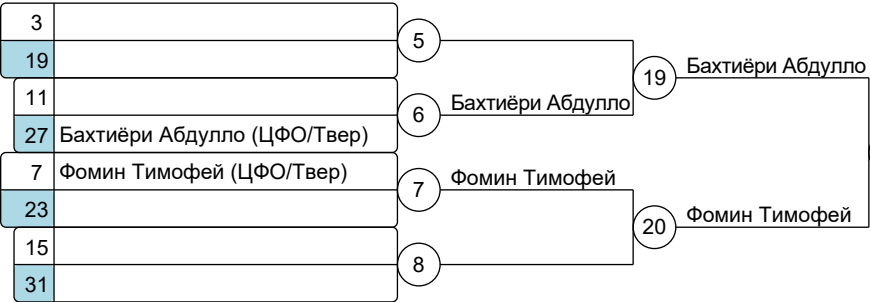 3
5
19
19 Бахтиёри Абдулло
11
6 Бахтиёри Абдулло
27 Бахтиёри Абдулло (ЦФО/Твер)
7 Фомин Тимофей (ЦФО/Твер)
7 Фомин Тимофей
23
20 Фомин Тимофей
15
8
31